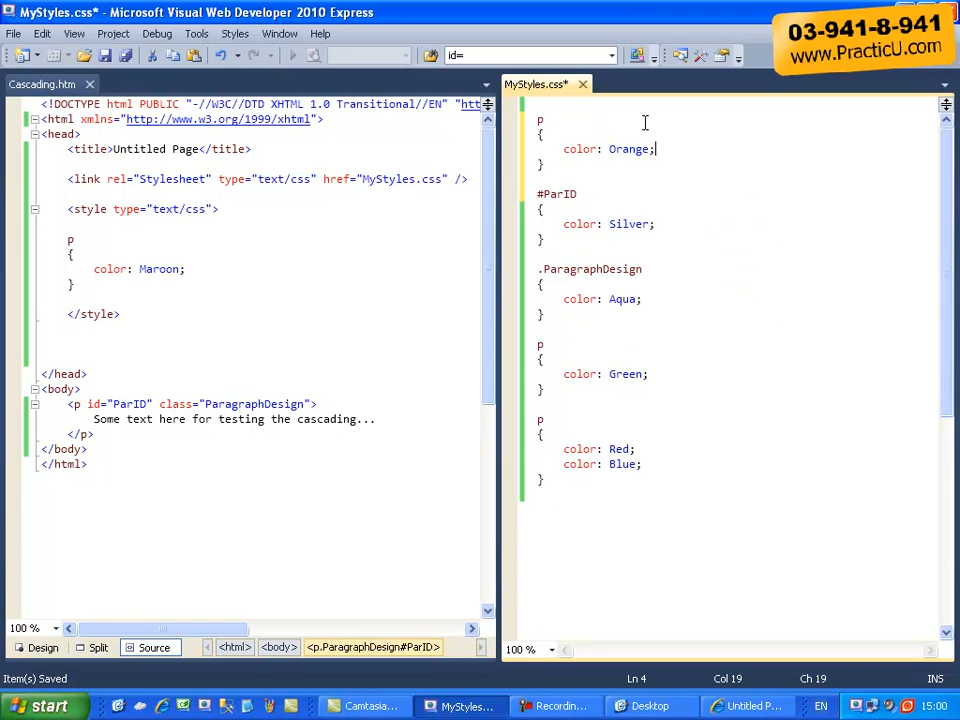 MyStyles.css* - Microsoft Visual Web Developer 2010 Express
03-941-8-941
www.PracticU.com
File Edit View Project Debug Tools Styles Window Help
id=
Cascading.htm
MyStyles.css*
<!DOCTYPE html PUBLIC "-//W3C//DTD XHTML 1.0 Transitional//EN" "htt
<html xmlns="http://www.w3.org/1999/xhtml">
<head>
<title>Untitled Page</title>
<link rel="Stylesheet" type="text/css" href="MyStyles.css" />
<style type="text/css">
p
{
color: Maroon;
}
</style>
</head>
<body>
<p id="ParID" class="ParagraphDesign">
Some text here for testing the cascading...
</p>
</body>
</html>
p
{
color: Orange;
}
#ParID
{
color: Silver;
}
.ParagraphDesign
{
color: Aqua;
}
p
{
color: Green;
}
p
{
color: Red;
color: Blue;
}
100 %
100 %
Design Split Source <html> <body> <p.ParagraphDesign#ParID>
Item(s) Saved Ln 4 Col 19 Ch 19 INS
start Camtasia... MyStyles... Recordin... Desktop Untitled P... EN 15:00